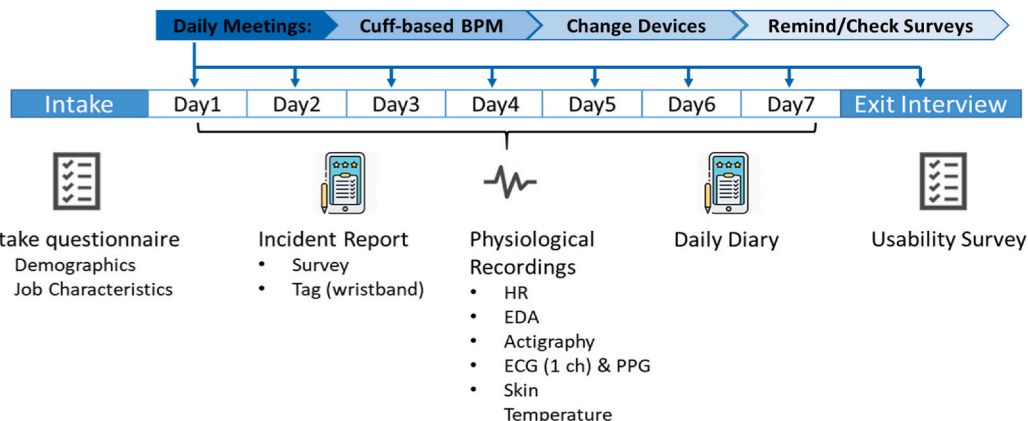 Daily Meetings: Cuff-based BPM Change Devices Remind/Check Surveys
Intake Day1 Day2 Day3 Day4 Day5 Day6 Day7 Exit Interview
take questionnaire
Demographics
Job Characteristics
Incident Report
• Survey
• Tag (wristband)
Physiological
Recordings
• HR
• EDA
• Actigraphy
• ECG (1 ch) & PPG
• Skin
Temperature
Daily Diary
Usability Survey